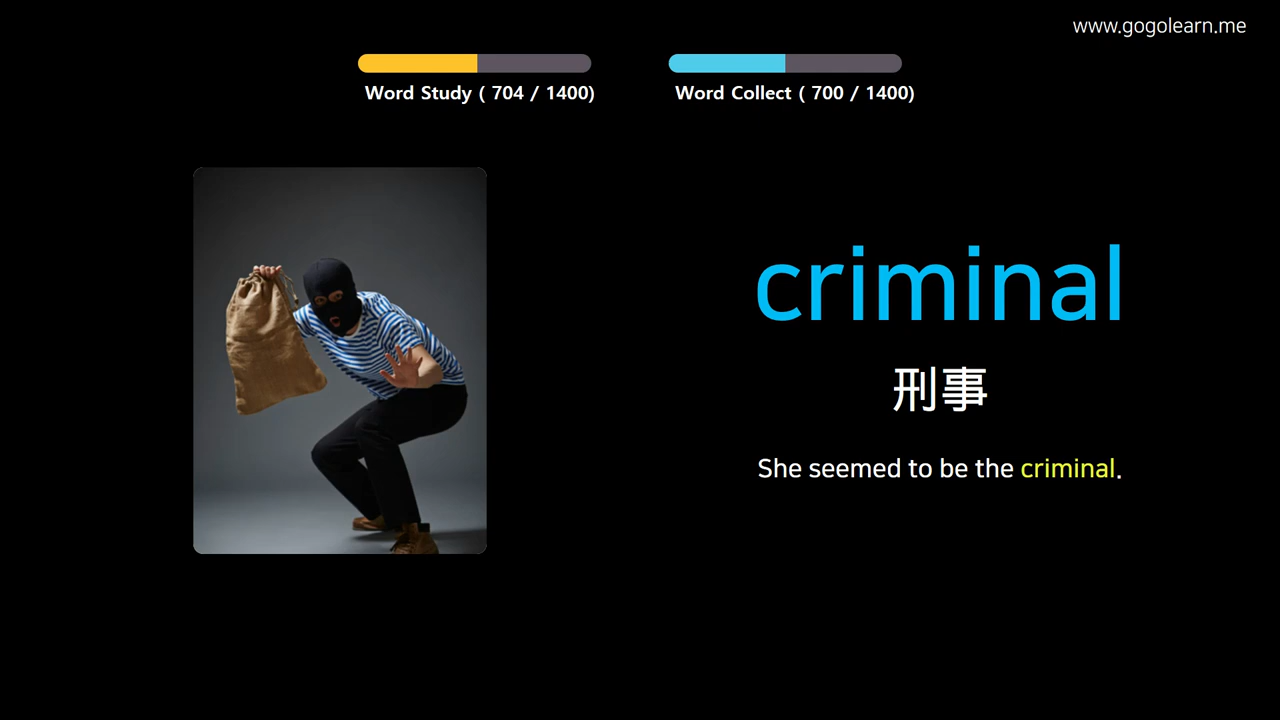 www.gogolearn.me
Word Study ( 704 / 1400)
Word Collect ( 700 / 1400)
criminal
刑事
She seemed to be the criminal.